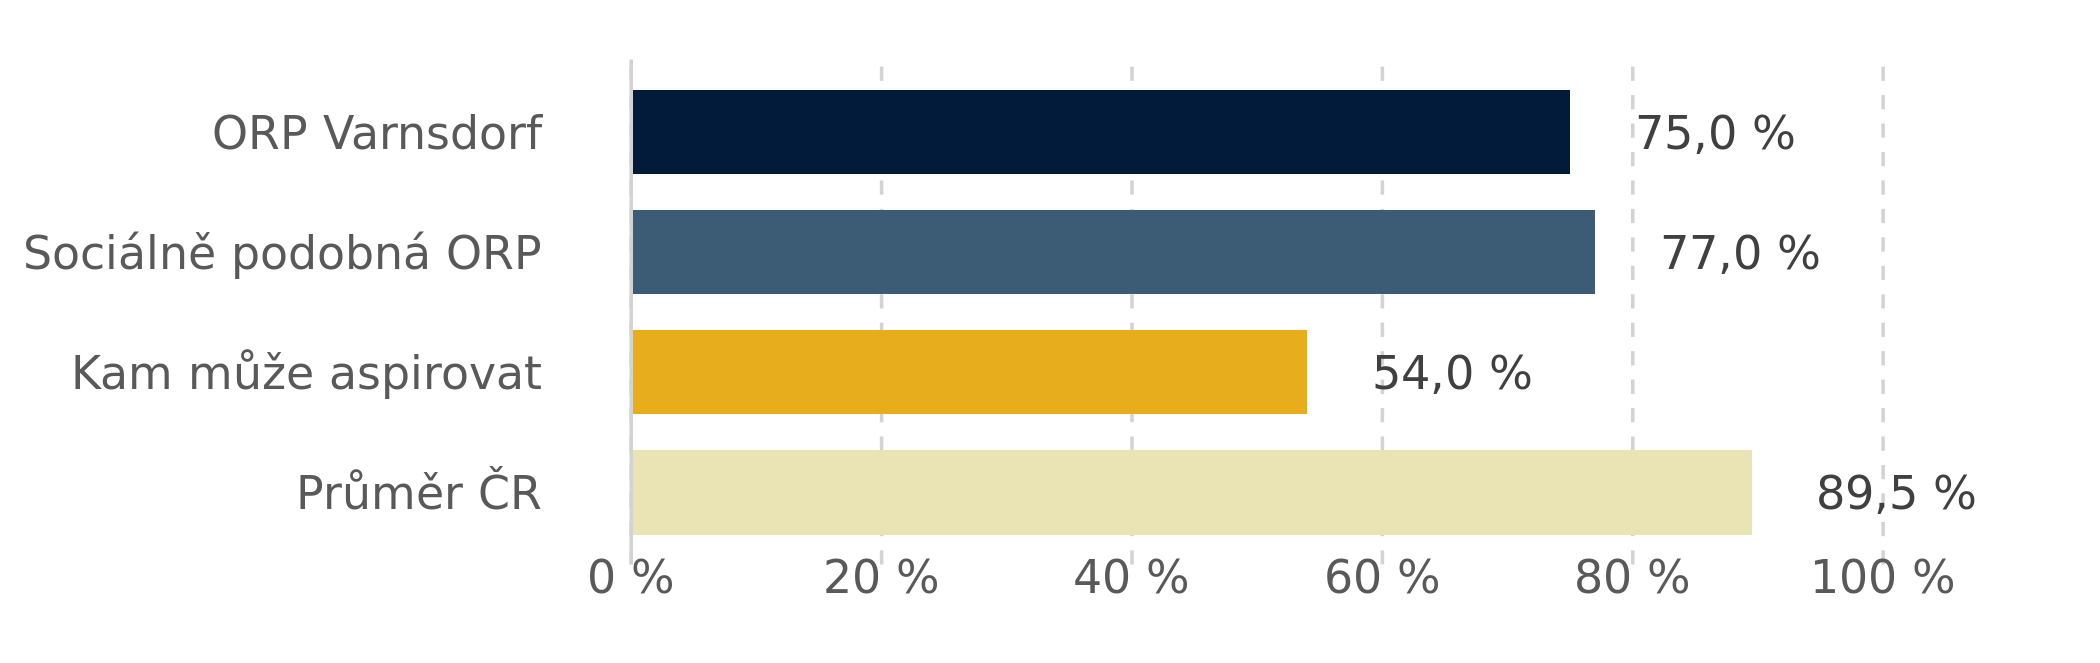 ORP Varnsdorf 75,0 %
Sociálně podobná ORP 77,0 %
Kam může aspirovat 54,0 %
Průměr ČR 89,5 %
0 % 20 % 40 % 60 % 80 % 100 %